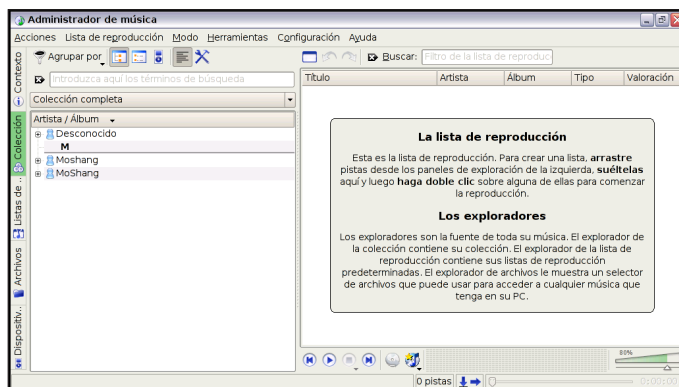 Administrador de música
Acciones Lista de reproducción Modo Herramientas Configuración Ayuda
Contexto
Colección
Listas de ..
Archivos
Dispositiv..
Agrupar por
Introduzca aquí los términos de búsqueda
Colección completa
Artista / Álbum
Desconocido
M
Moshang
MoShang
Buscar: Filtro de la lista de reproduc
Título Artista Álbum Tipo Valoración
La lista de reproducción
Esta es la lista de reproducción. Para crear una lista, arrastre
pistas desde los paneles de exploración de la izquierda, suéltelas
aquí y luego haga doble clic sobre alguna de ellas para comenzar
la reproducción.
Los exploradores
Los exploradores son la fuente de toda su música. El explorador de
la colección contiene su colección. El explorador de la lista de
reproducción contiene sus listas de reproducción
predeterminadas. El explorador de archivos le muestra un selector
de archivos que puede usar para acceder a cualquier música que
tenga en su PC.
80%
0 pistas 0:00:00